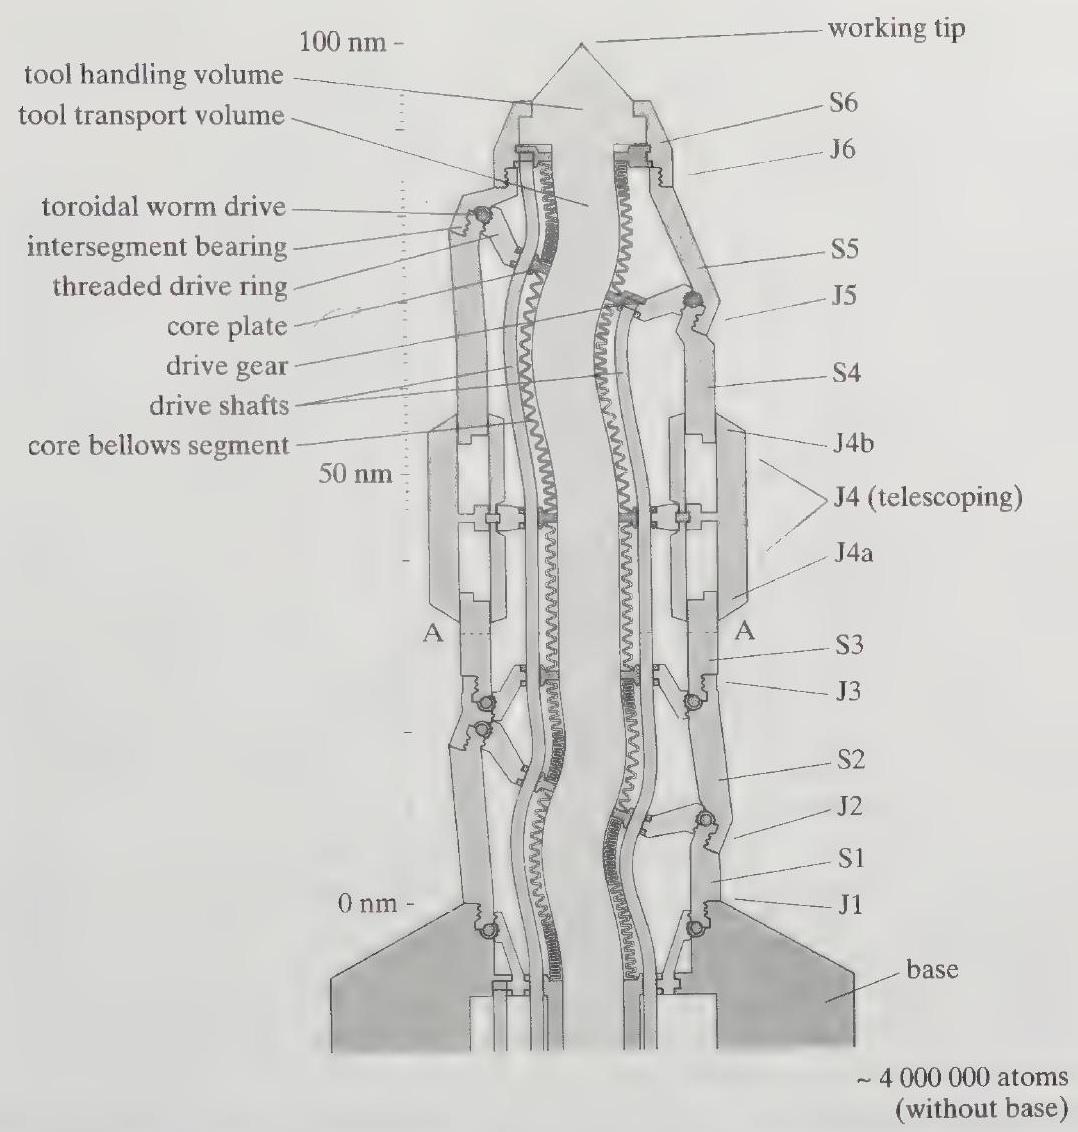 100 nm
working tip
tool handling volume
tool transport volume
S6
J6
toroidal worm drive
intersegment bearing
threaded drive ring
core plate
drive gear
drive shafts
core bellows segment
S5
J5
S4
J4b
50 nm
J4 (telescoping)
J4a
A
A
S3
J3
S2
J2
S1
0 nm
J1
base
~ 4 000 000 atoms
(without base)